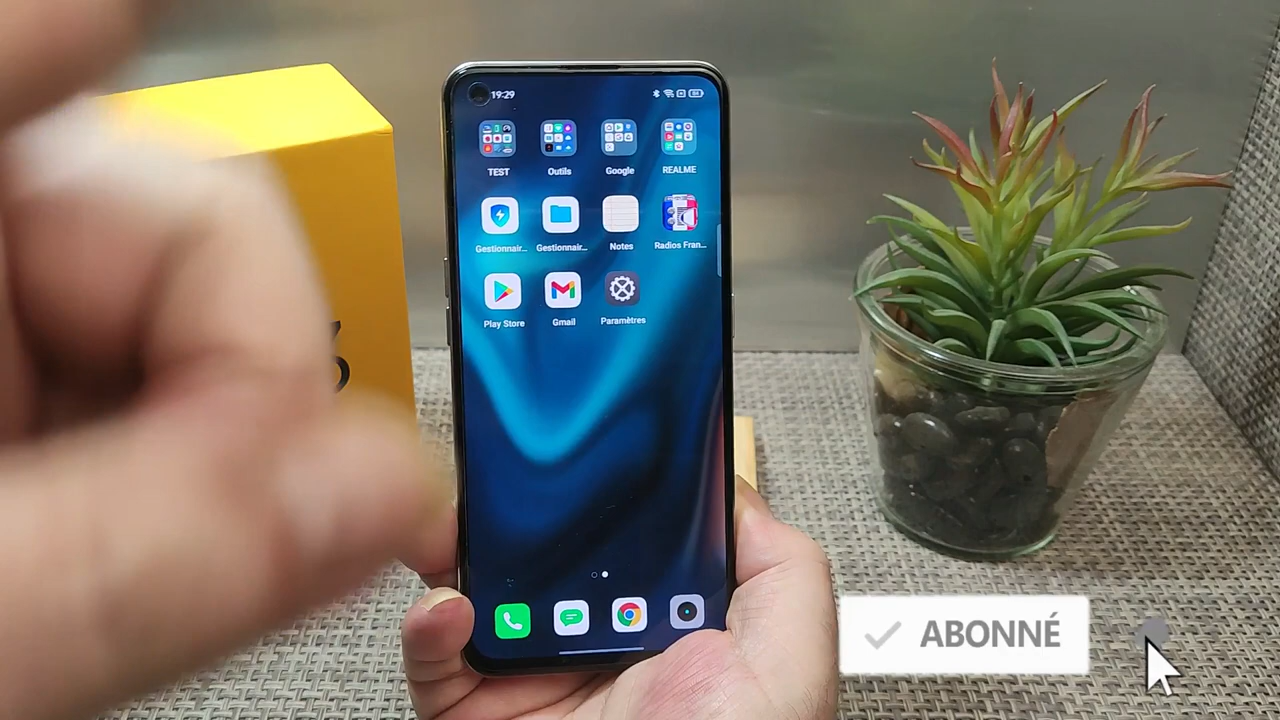 19:29
TEST
Outils
Google
REALME
Gestionnair...
Gestionnair...
Notes
Radios Fran...
Play Store
Gmail
Paramètres
ABONNÉ